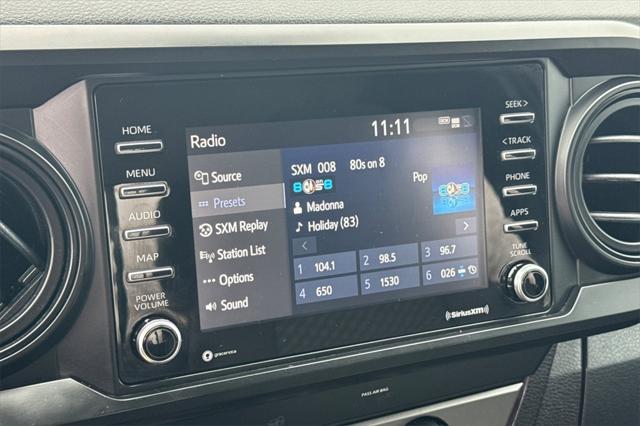 HOME
MENU
AUDIO
MAP
POWER
VOLUME
gracenote
Radio
11:11
Source
Presets
SXM Replay
Station List
Options
Sound
SXM 008 80s on 8
Pop
Madonna
Holiday (83)
1 104.1
2 98.5
3 96.7
4 650
5 1530
6 026
SiriusXM
SEEK >
< TRACK
PHONE
APPS
TUNE
SCROLL
PASS AIR BAG